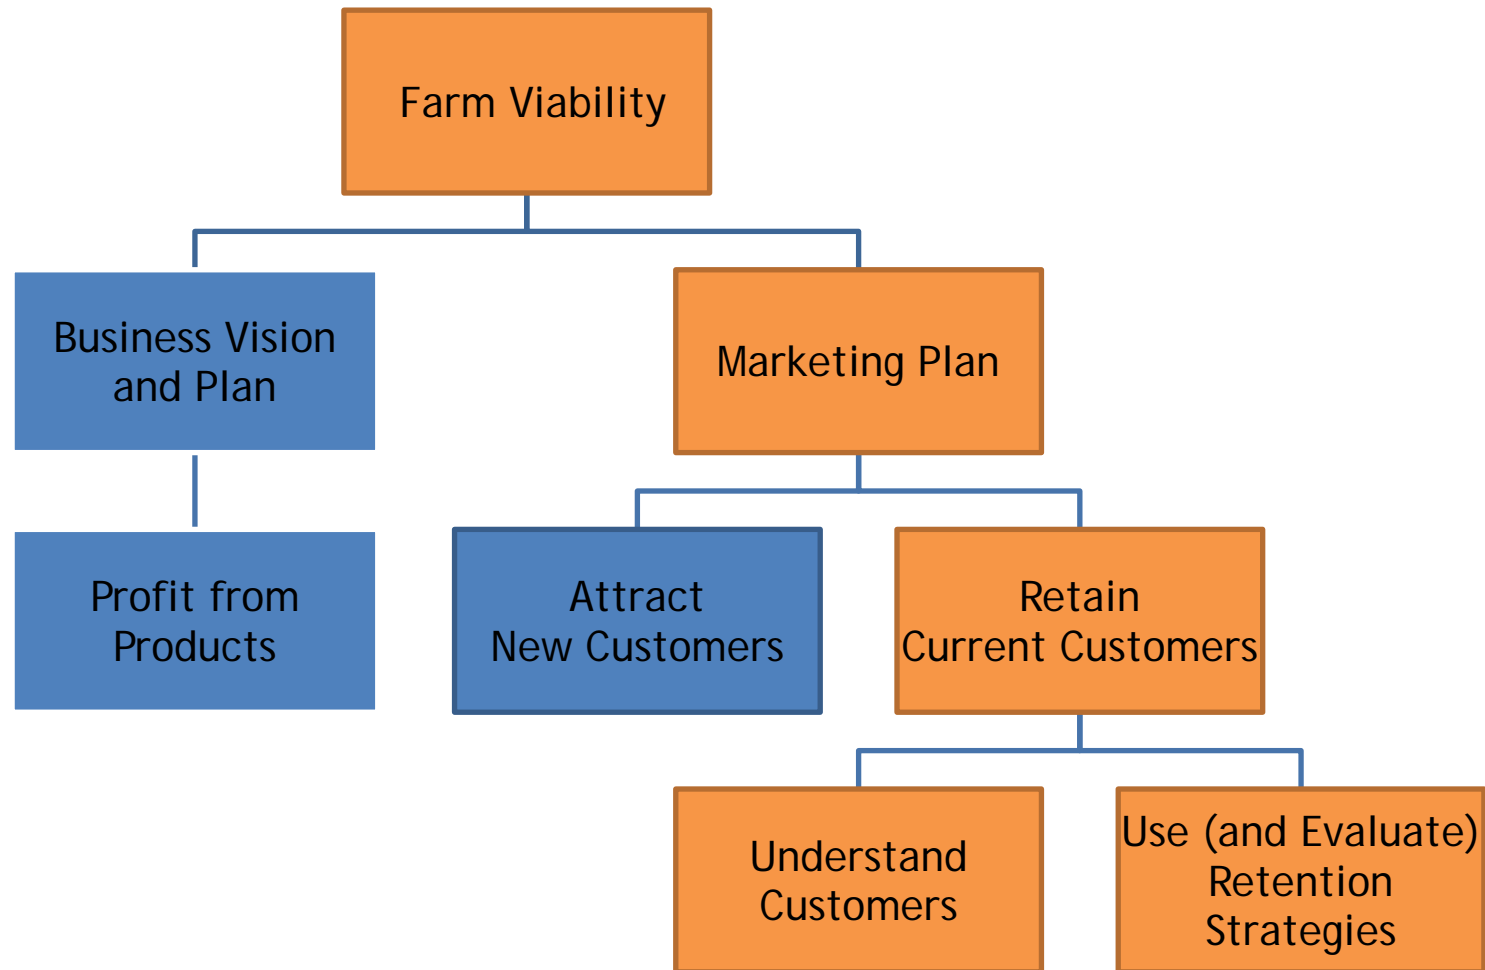 Farm Viability
Business Vision
and Plan
Marketing Plan
Profit from
Products
Attract
New Customers
Retain
Current Customers
Understand
Customers
Use (and Evaluate)
Retention
Strategies